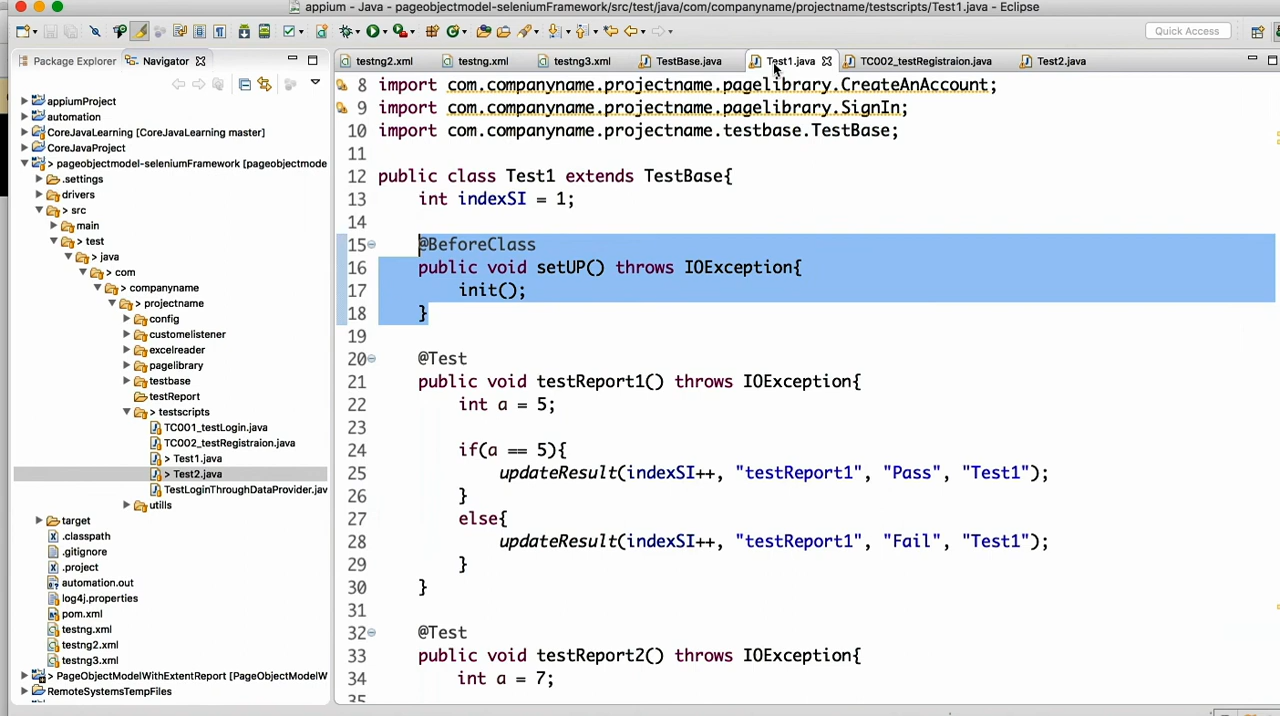 appium - Java - pageobjectmodel-seleniumFramework/src/test/java/com/companyname/projectname/testscripts/Test1.java - Eclipse
Quick Access
Package Explorer
Navigator
testng2.xml
testng.xml
testng3.xml
TestBase.java
Test1.java
TC002_testRegistraion.java
Test2.java
appiumProject
automation
CoreJavaLearning [CoreJavaLearning master]
CoreJavaProject
> pageobjectmodel-seleniumFramework [pageobjectmode
.settings
drivers
> src
main
> test
> java
> com
> companyname
> projectname
config
customelistener
excelreader
pagelibrary
testbase
testReport
> testscripts
TC001_testLogin.java
TC002_testRegistraion.java
> Test1.java
> Test2.java
TestLoginThroughDataProvider.jav
utills
target
.classpath
.gitignore
.project
automation.out
log4j.properties
pom.xml
testng.xml
testng2.xml
testng3.xml
> PageObjectModelWithExtentReport [PageObjectModelW
RemoteSystemsTempFiles
8 import com.companyname.projectname.pagelibrary.CreateAnAccount;
9 import com.companyname.projectname.pagelibrary.SignIn;
10 import com.companyname.projectname.testbase.TestBase;
11
12 public class Test1 extends TestBase{
13 int indexSI = 1;
14
15 @BeforeClass
16 public void setUP() throws IOException{
17 init();
18 }
19
20 @Test
21 public void testReport1() throws IOException{
22 int a = 5;
23
24 if(a == 5){
25 updateResult(indexSI++, "testReport1", "Pass", "Test1");
26 }
27 else{
28 updateResult(indexSI++, "testReport1", "Fail", "Test1");
29 }
30 }
31
32 @Test
33 public void testReport2() throws IOException{
34 int a = 7;
35